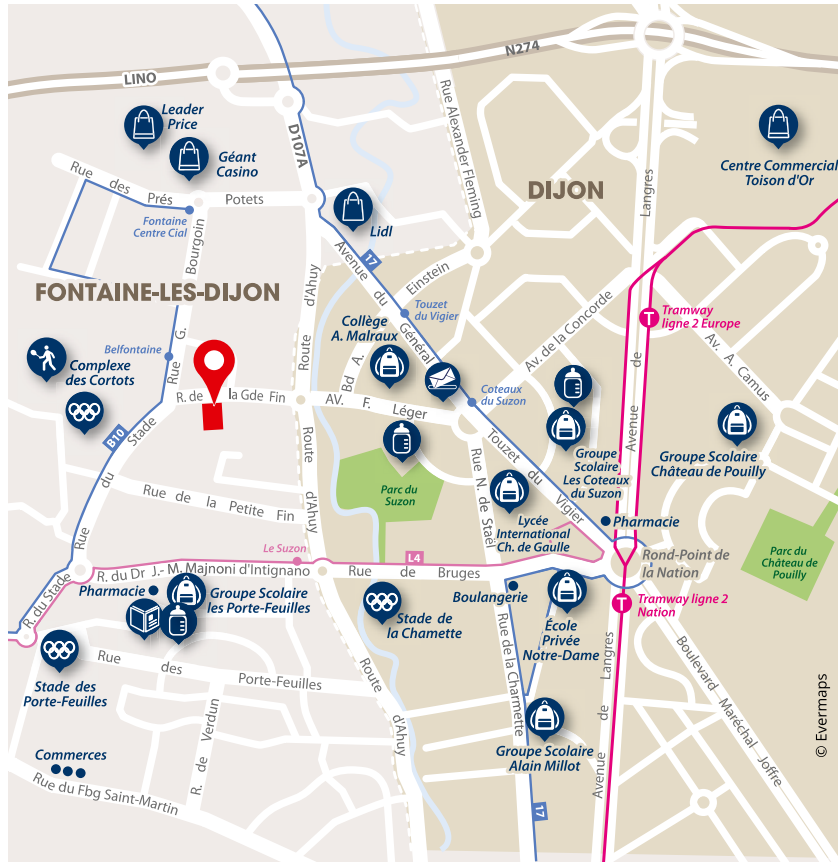 N274
LINO
Leader
Price
Géant
Casino
D107A
Rue Alexander Fleming
Langres
Centre Commercial
Toison d'Or
Rue des Prés
Potets
Fontaine
Centre Cial
Bourgoin
Lidl
DIJON
17
Avenue du Général
Einstein
d'Ahuy
FONTAINE-LES-DIJON
Touzet
du Vigier
Tramway
ligne 2 Europe
T
Av. de la Concorde
Collège
A. Malraux
Route
Bd A.
Belfontaine
Rue G.
de
Av. A. Camus
Complexe
des Cortots
R. de la Gde Fin
AV. F. Léger
Coteaux
du Suzon
Avenue
B10
Rue du Stade
Route
d'Ahuy
Touzet du Vigier
Groupe
Scolaire
Les Coteaux
du Suzon
Groupe Scolaire
Château de Pouilly
Parc du
Suzon
Rue N. de Staël
Rue de la Petite Fin
Lycée
International
Ch. de Gaulle
Pharmacie
Le Suzon
L4
Rond-Point de
la Nation
Parc du
Château de
Pouilly
R. du Dr J.-M. Majnoni d'Intignano
Rue de Bruges
R. du Stade
Pharmacie
Groupe Scolaire
les Porte-Feuilles
Boulangerie
T
Tramway ligne 2
Nation
Stade de
la Chamette
École
Privée
Notre-Dame
Rue de la Charmette
Rue des Porte-Feuilles
Stade des
Porte-Feuilles
Route
d'Ahuy
Langres
Boulevard Maréchal Joffre
R. de Verdun
Groupe Scolaire
Alain Millot
de
Avenue
Commerces
Rue du Fbg Saint-Martin
17
© Evermaps